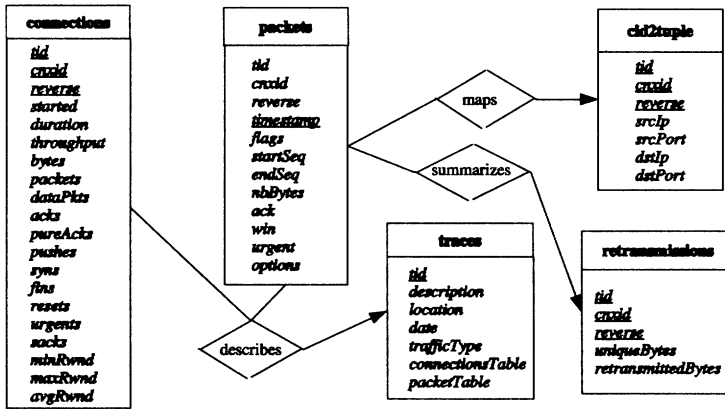 connections
tid
cnxid
reverse
started
duration
throughput
bytes
packets
dataPkts
acks
pureAcks
pushes
syns
fins
resets
urgents
sacks
minRwnd
maxRwnd
avgRwnd
packets
tid
cnxid
reverse
timestamp
flags
startSeq
endSeq
nbBytes
ack
win
urgent
options
maps
summarizes
describes
cid2tuple
tid
cnxid
reverse
srcIp
srcPort
dstIp
dstPort
traces
tid
description
location
date
trafficType
connectionsTable
packetTable
retransmissions
tid
cnxid
reverse
uniqueBytes
retransmittedBytes